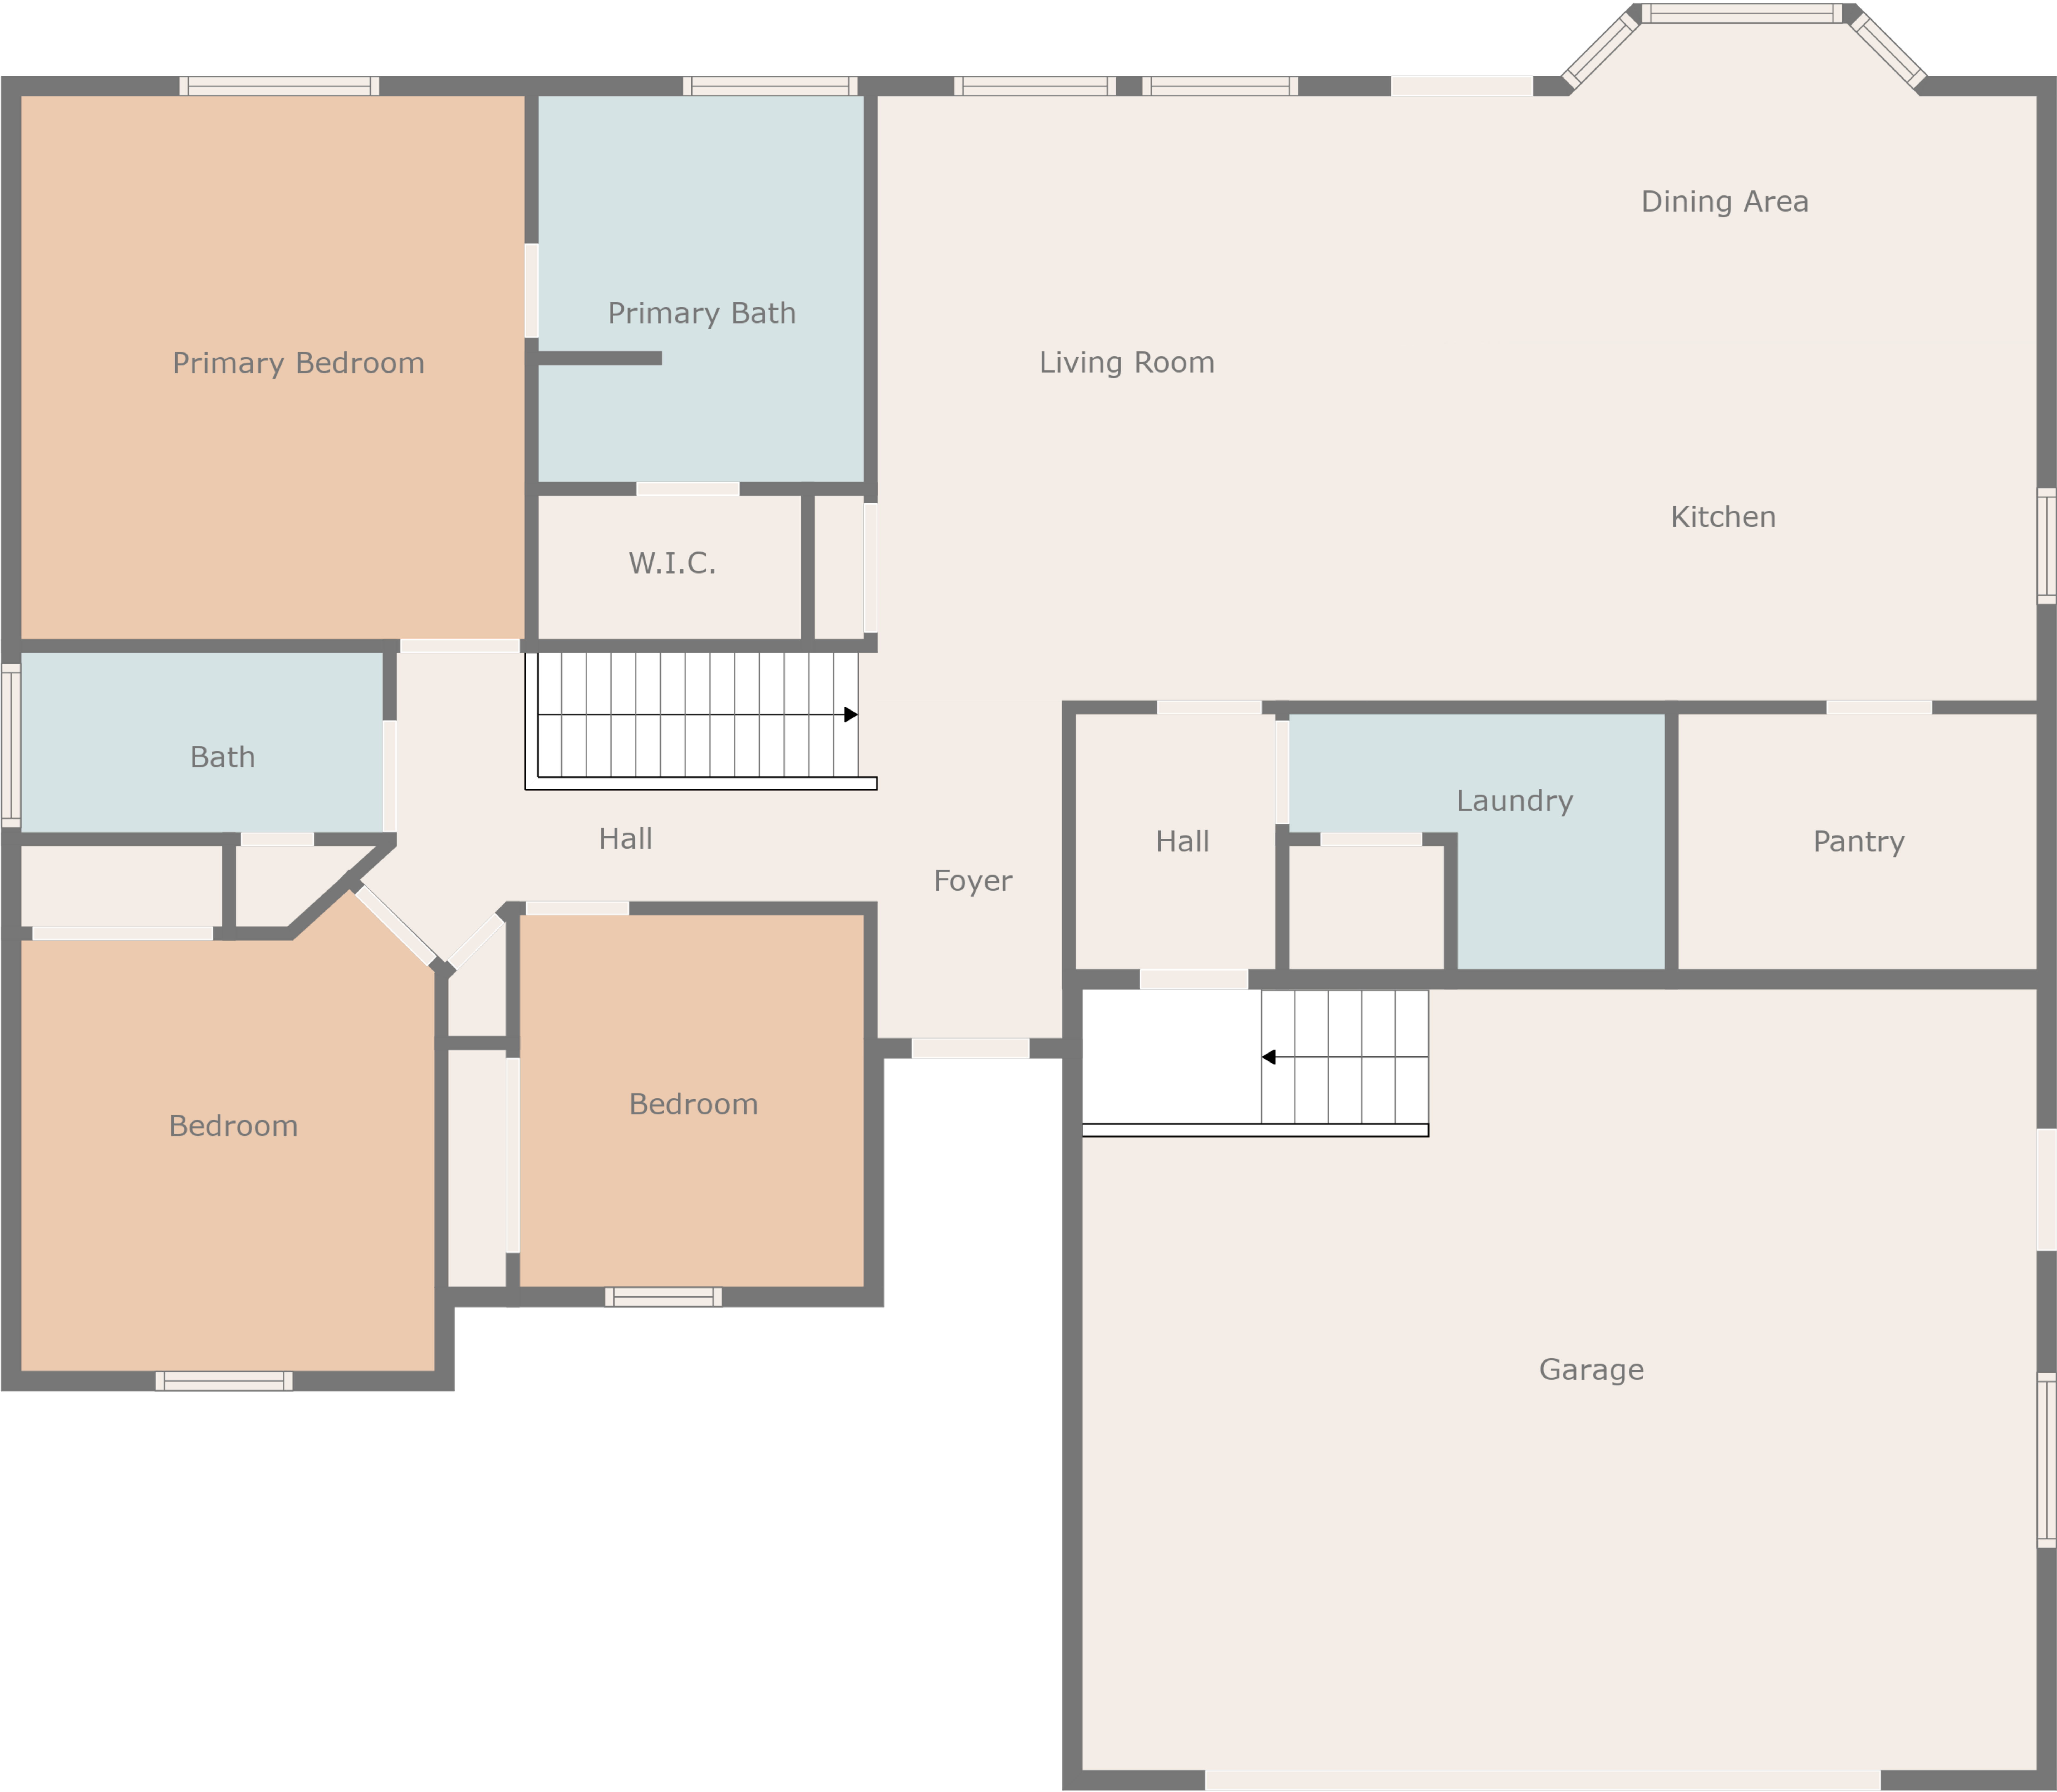 Dining Area
Primary Bath
Primary Bedroom
Living Room
Kitchen
W.I.C.
Bath
Laundry
Hall
Hall
Pantry
Foyer
Bedroom
Bedroom
Garage